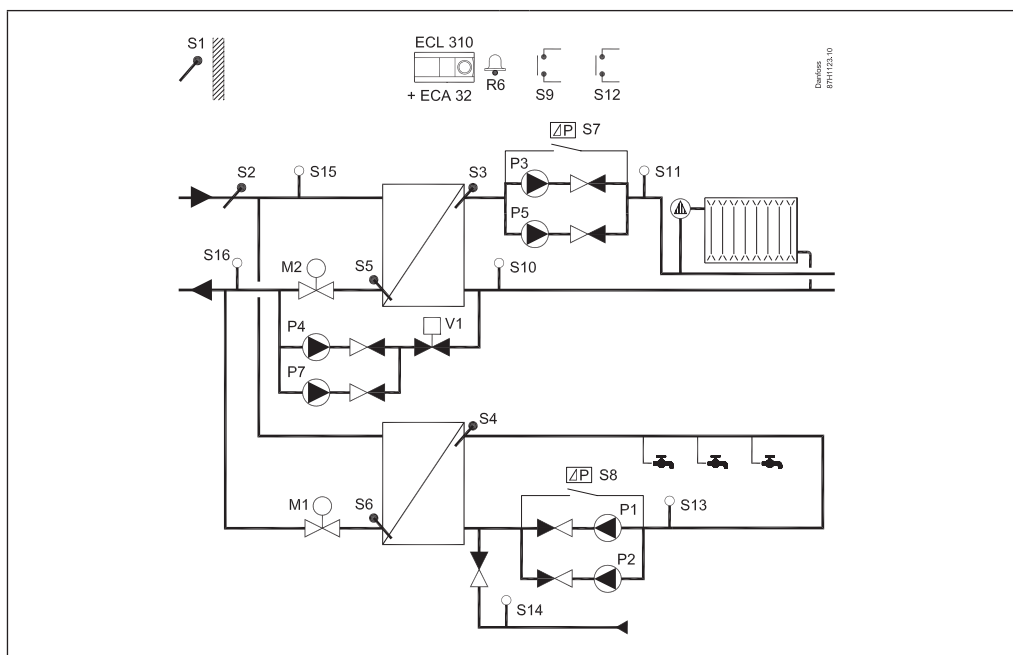 S1
ECL 310
+ ECA 32
R6
S9
S12
Danfoss
87H1123.10
S2
S15
S3
P3
P5
ΔP S7
S11
S16
M2
S5
S10
P4
V1
P7
S4
ΔP S8
M1
S6
P1
S13
P2
S14